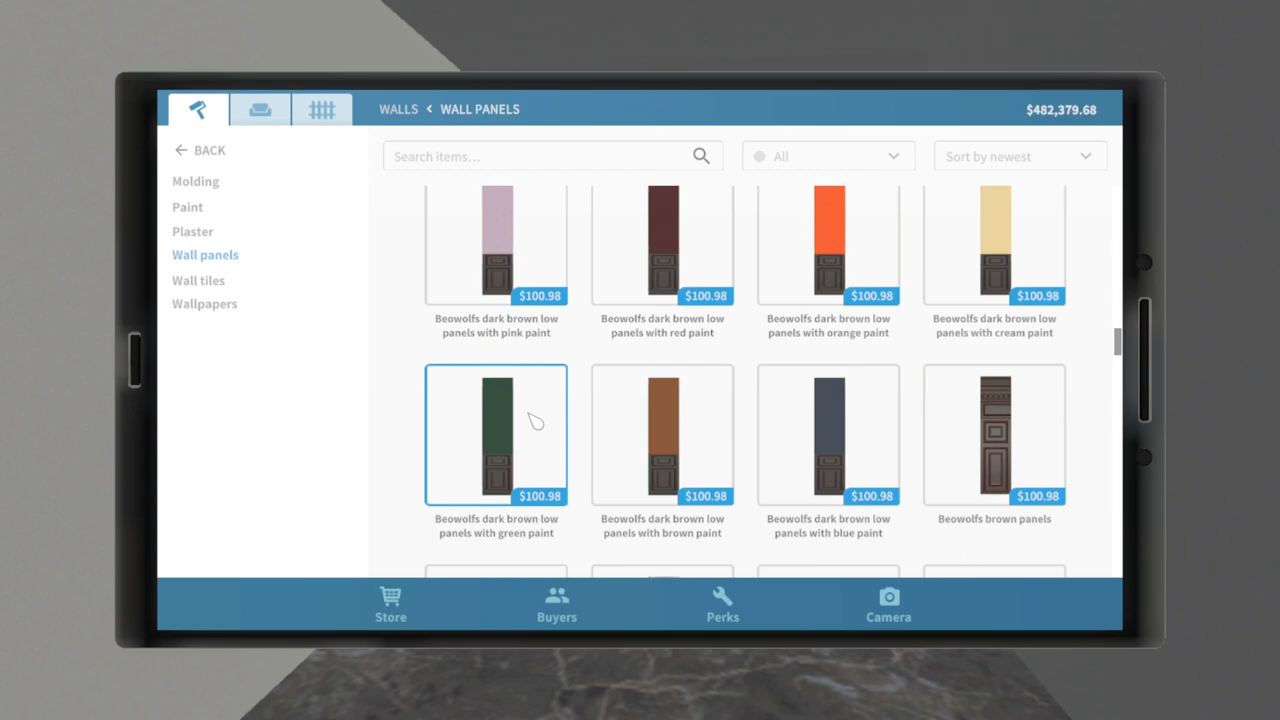 WALLS < WALL PANELS
$482,379.68
BACK
Molding
Paint
Plaster
Wall panels
Wall tiles
Wallpapers
Search items...
All
Sort by newest
$100.98
$100.98
$100.98
$100.98
Beowolfs dark brown low
panels with pink paint
Beowolfs dark brown low
panels with red paint
Beowolfs dark brown low
panels with orange paint
Beowolfs dark brown low
panels with cream paint
$100.98
$100.98
$100.98
$100.98
Beowolfs dark brown low
panels with green paint
Beowolfs dark brown low
panels with brown paint
Beowolfs dark brown low
panels with blue paint
Beowolfs brown panels
Store
Buyers
Perks
Camera